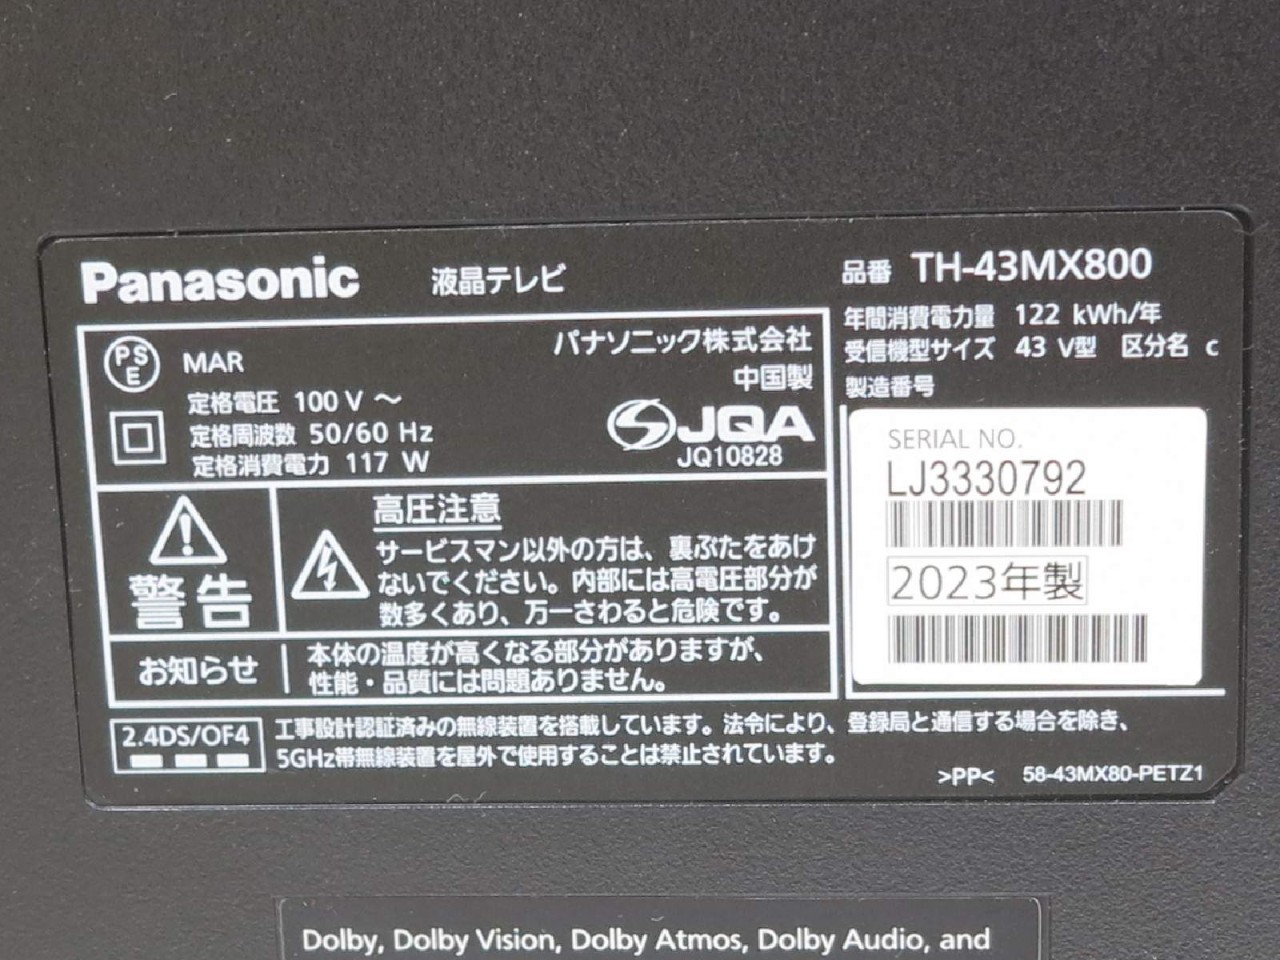 Panasonic 液晶テレビ
品番 TH-43MX800
年間消費電力量 122 kWh/年
受信機型サイズ 43 V型 区分名 c
製造番号
PS
E
MAR
パナソニック株式会社
中国製
定格電圧 100 V ～
定格周波数 50/60 Hz
定格消費電力 117 W
JQA
JQ10828
SERIAL NO.
LJ3330792
2023年製
警告
高圧注意
サービスマン以外の方は、裏ぶたをあけ
ないでください。内部には高電圧部分が
数多くあり、万一さわると危険です。
お知らせ
本体の温度が高くなる部分がありますが、
性能・品質には問題ありません。
2.4DS/OF4
工事設計認証済みの無線装置を搭載しています。法令により、登録局と通信する場合を除き、
5GHz帯無線装置を屋外で使用することは禁止されています。
>PP< 58-43MX80-PETZ1
Dolby, Dolby Vision, Dolby Atmos, Dolby Audio, and